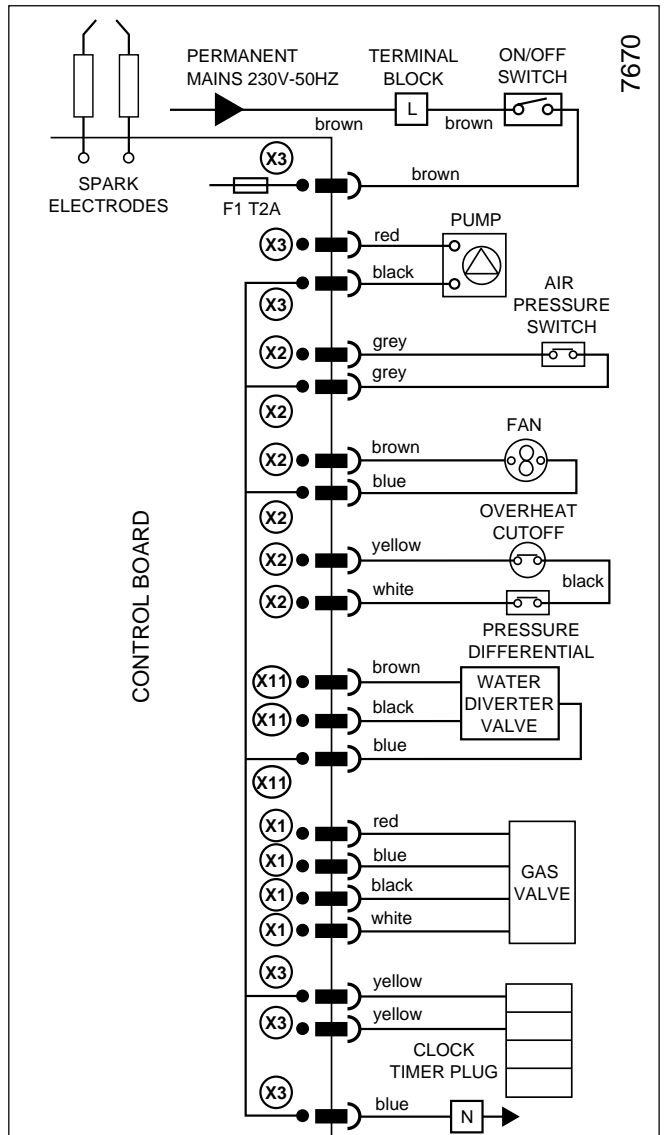 7670
PERMANENT
MAINS 230V-50HZ
TERMINAL
BLOCK
ON/OFF
SWITCH
L
brown
brown
SPARK
ELECTRODES
X3
brown
F1 T2A
PUMP
X3
red
black
X3
AIR
PRESSURE
SWITCH
X2
grey
grey
X2
FAN
X2
brown
blue
X2
OVERHEAT
CUTOFF
X2
yellow
black
X2
white
PRESSURE
DIFFERENTIAL
CONTROL BOARD
X11
brown
WATER
DIVERTER
VALVE
X11
black
blue
X11
X1
red
X1
blue
GAS
VALVE
X1
black
X1
white
X3
yellow
X3
yellow
CLOCK
TIMER PLUG
X3
blue
N